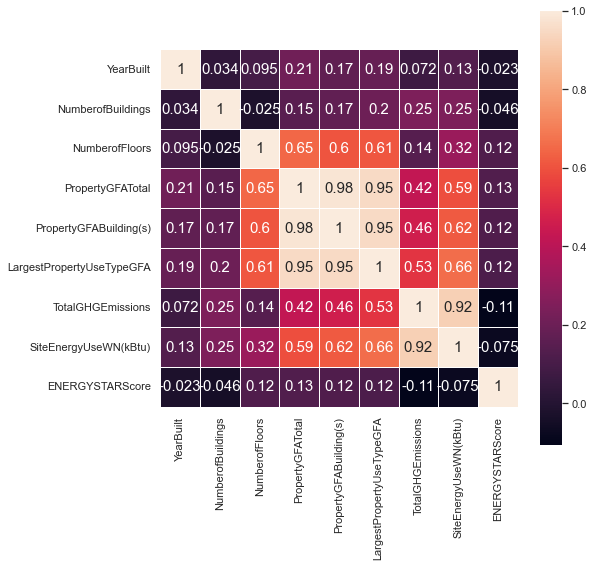 1.0
YearBuilt 1 0.034 0.095 0.21 0.17 0.19 0.072 0.13 -0.023
NumberofBuildings 0.034 1 -0.025 0.15 0.17 0.2 0.25 0.25 -0.046
0.8
NumberofFloors 0.095 -0.025 1 0.65 0.6 0.61 0.14 0.32 0.12
0.6
PropertyGFATotal 0.21 0.15 0.65 1 0.98 0.95 0.42 0.59 0.13
PropertyGFABuilding(s) 0.17 0.17 0.6 0.98 1 0.95 0.46 0.62 0.12
0.4
LargestPropertyUseTypeGFA 0.19 0.2 0.61 0.95 0.95 1 0.53 0.66 0.12
TotalGHGEmissions 0.072 0.25 0.14 0.42 0.46 0.53 1 0.92 -0.11
0.2
SiteEnergyUseWN(kBtu) 0.13 0.25 0.32 0.59 0.62 0.66 0.92 1 -0.075
ENERGYSTARScore -0.023 -0.046 0.12 0.13 0.12 0.12 -0.11 -0.075 1
0.0
YearBuilt
NumberofBuildings
NumberofFloors
PropertyGFATotal
PropertyGFABuilding(s)
LargestPropertyUseTypeGFA
TotalGHGEmissions
SiteEnergyUseWN(kBtu)
ENERGYSTARScore